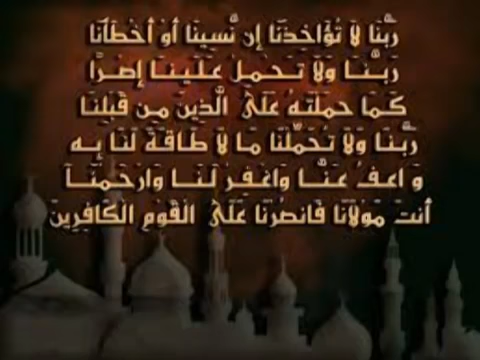 رَبَّنَا لَا تُؤَاخِذْنَا إِن نَّسِينَا أَوْ أَخْطَأْنَا
رَبَّنَا وَلَا تَحْمِلْ عَلَيْنَا إِصْرًا
كَمَا حَمَلْتَهُ عَلَى الَّذِينَ مِن قَبْلِنَا
رَبَّنَا وَلَا تُحَمِّلْنَا مَا لَا طَاقَةَ لَنَا بِهِ
وَاعْفُ عَنَّا وَاغْفِرْ لَنَا وَارْحَمْنَا
أَنتَ مَوْلَانَا فَانصُرْنَا عَلَى الْقَوْمِ الْكَافِرِينَ